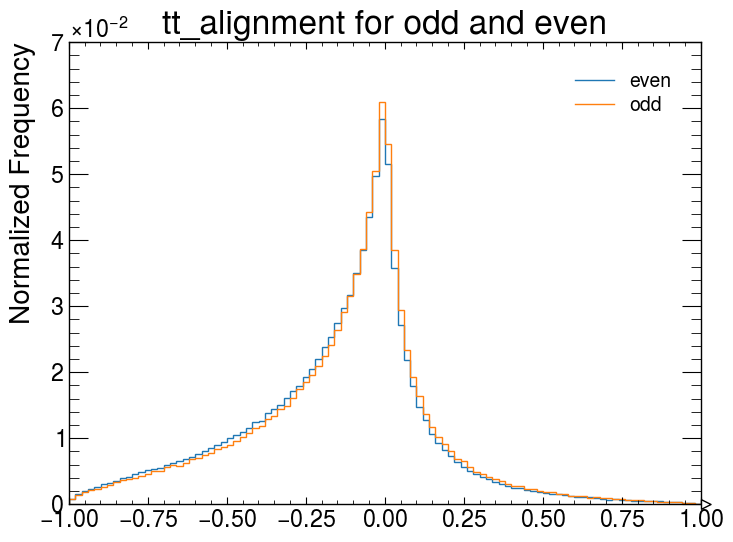 ×10⁻² tt_alignment for odd and even
Normalized Frequency
7
6
5
4
3
2
1
0
−1.00 −0.75 −0.50 −0.25 0.00 0.25 0.50 0.75 1.00
even
odd